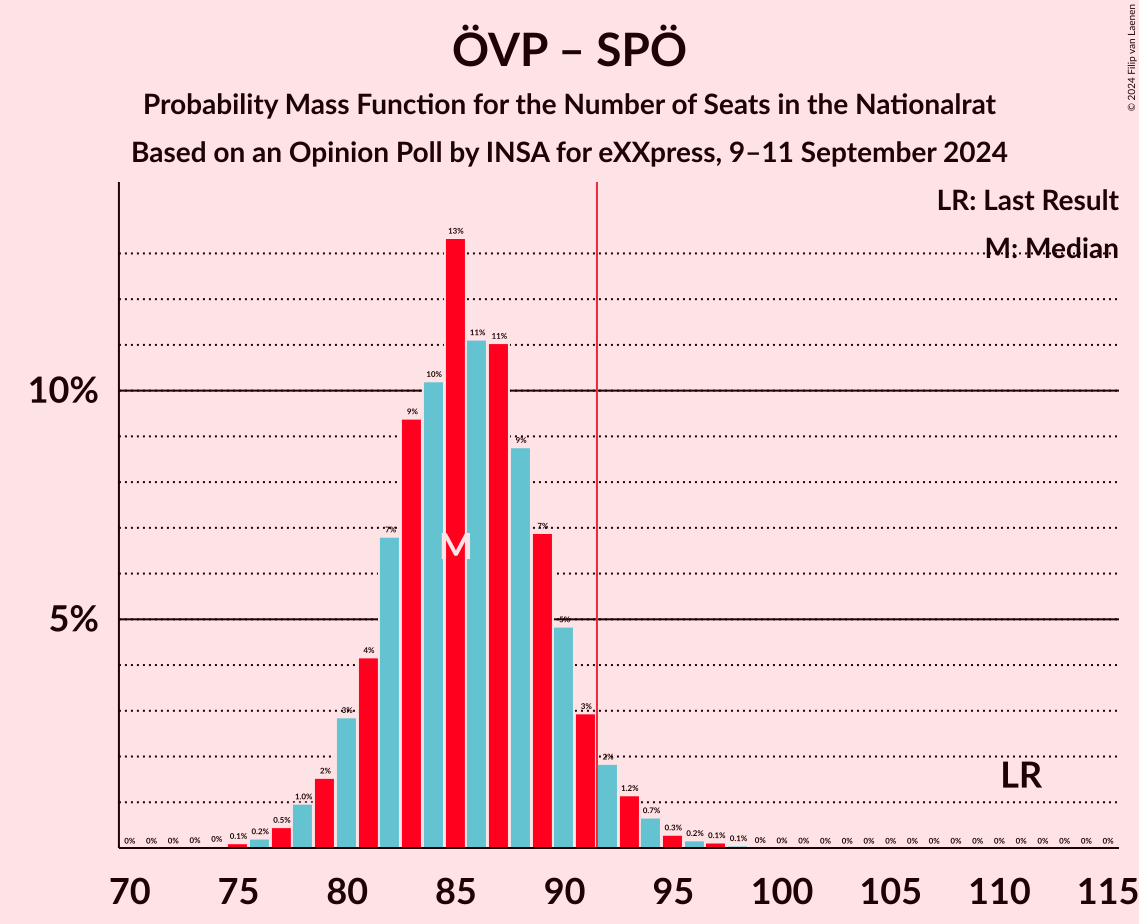 ÖVP – SPÖ
Probability Mass Function for the Number of Seats in the Nationalrat
Based on an Opinion Poll by INSA for eXXpress, 9–11 September 2024
© 2024 Filip van Laenen
LR: Last Result
M: Median
10%
5%
0% 0% 0% 0% 0% 0.1% 0.2% 0.5% 1.0% 2% 3% 4% 7% 9% 10% 13% 11% 11% 9% 7% 5% 3% 2% 1.2% 0.7% 0.3% 0.2% 0.1% 0.1% 0% 0% 0% 0% 0% 0% 0% 0% 0% 0% 0% 0% 0% 0% 0% 0% 0%
M
LR
70 75 80 85 90 95 100 105 110 115